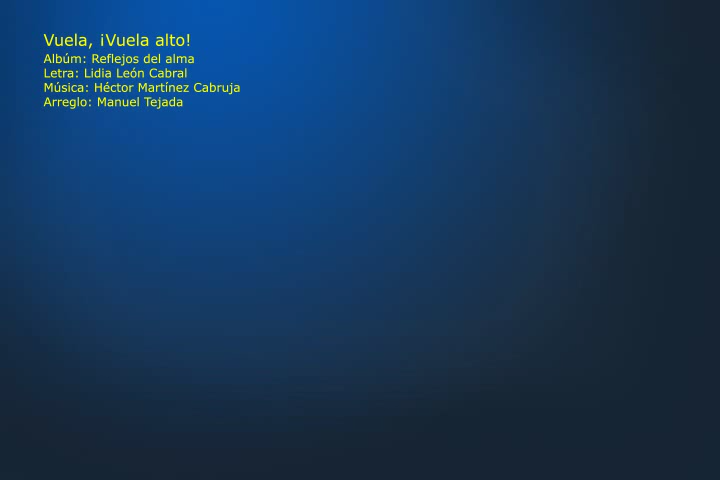 Vuela, ¡Vuela alto!
Albúm: Reflejos del alma
Letra: Lidia León Cabral
Música: Héctor Martínez Cabruja
Arreglo: Manuel Tejada